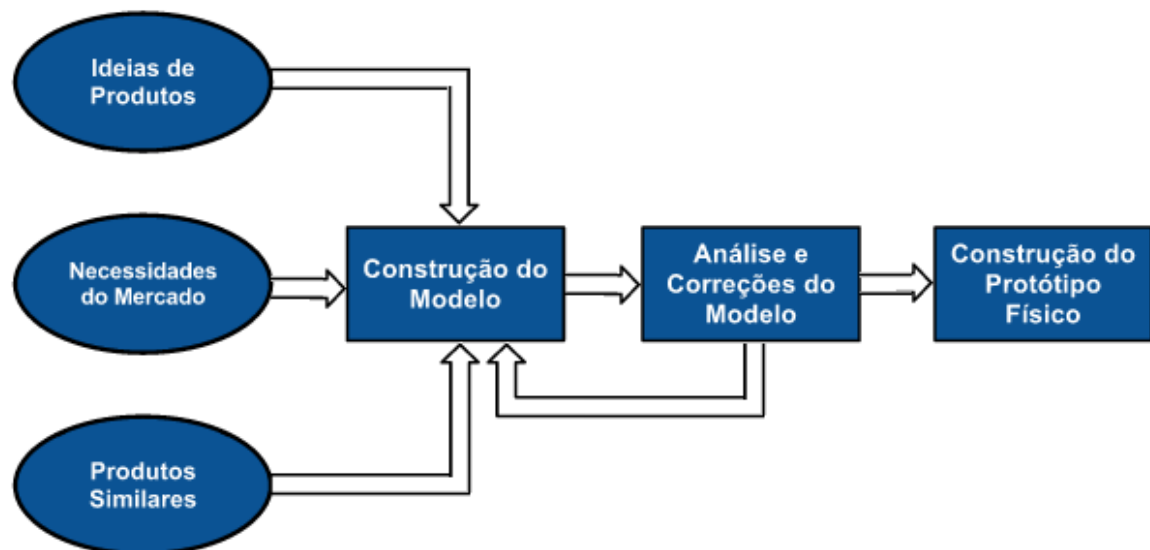 Ideias de
Produtos
Necessidades
do Mercado
Produtos
Similares
Construção do
Modelo
Análise e
Correções do
Modelo
Construção do
Protótipo
Físico